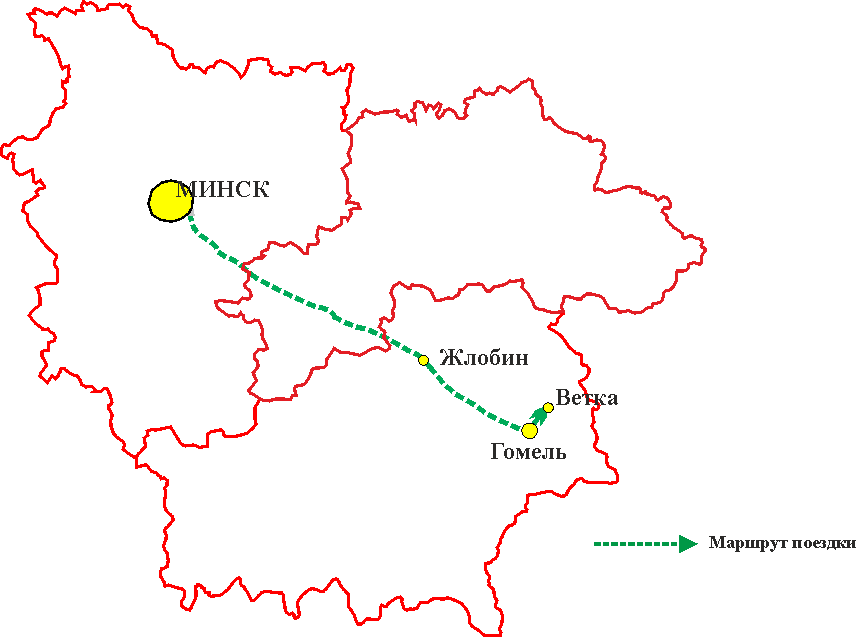 МИНСК
Жлобин
Ветка
Гомель
Маршрут поездки